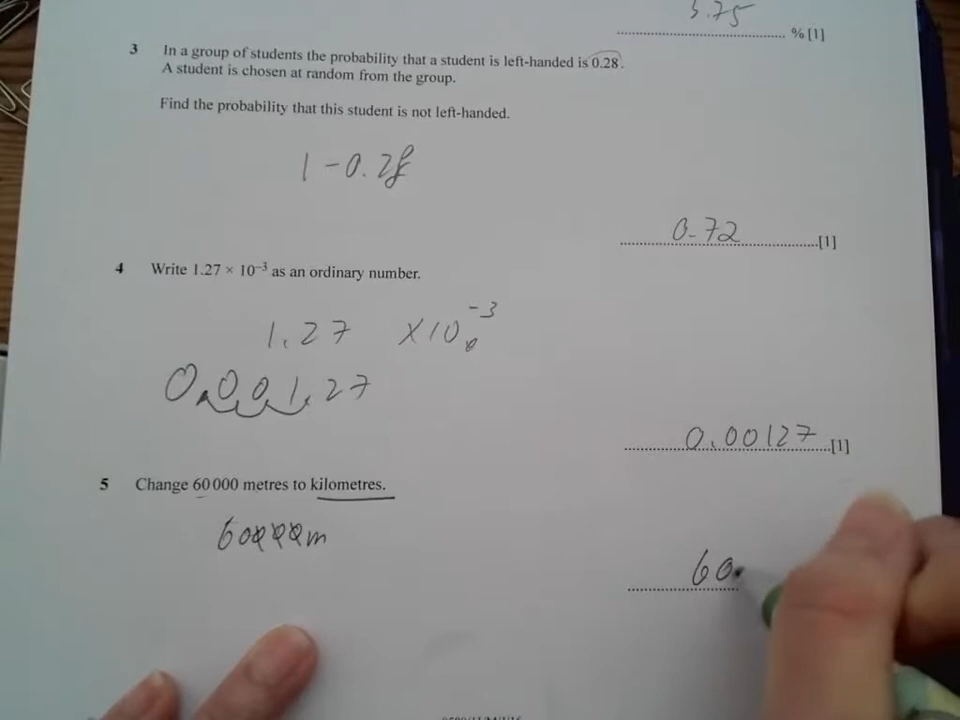 3.75
% [1]
3 In a group of students the probability that a student is left-handed is 0.28.
A student is chosen at random from the group.
Find the probability that this student is not left-handed.
1 - 0.28
0.72 [1]
4 Write 1.27 × 10⁻³ as an ordinary number.
1.27 ×10⁻³
0.001.27
0.00127 [1]
5 Change 60 000 metres to kilometres.
60000m
60